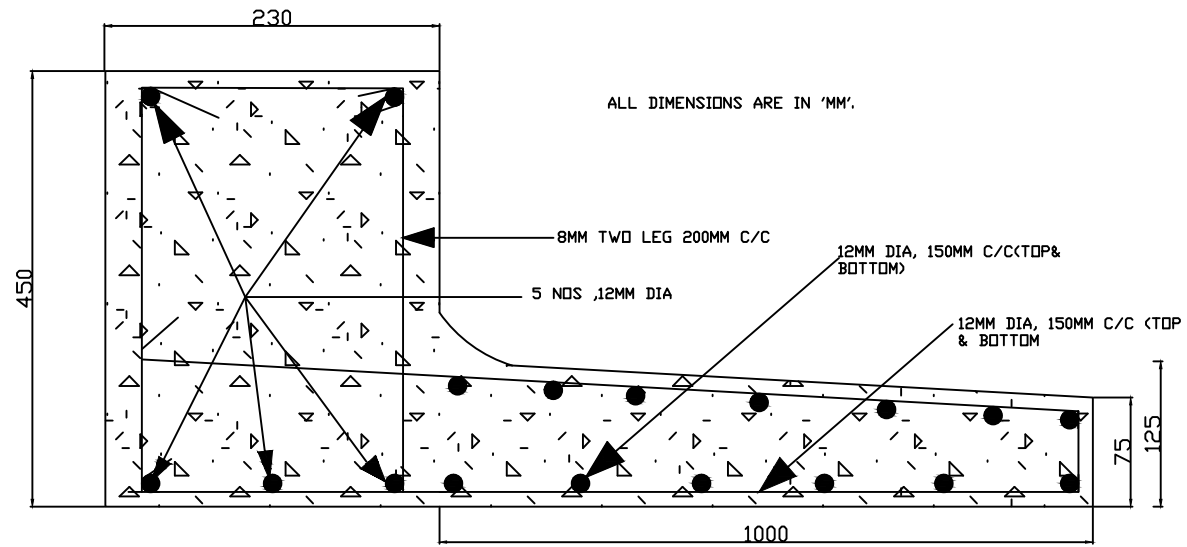 230
ALL DIMENSIONS ARE IN 'MM'.
8MM TWO LEG 200MM C/C
12MM DIA, 150MM C/C(TOP&
BOTTOM)
450
5 NOS ,12MM DIA
12MM DIA, 150MM C/C (TOP
& BOTTOM
75
125
1000